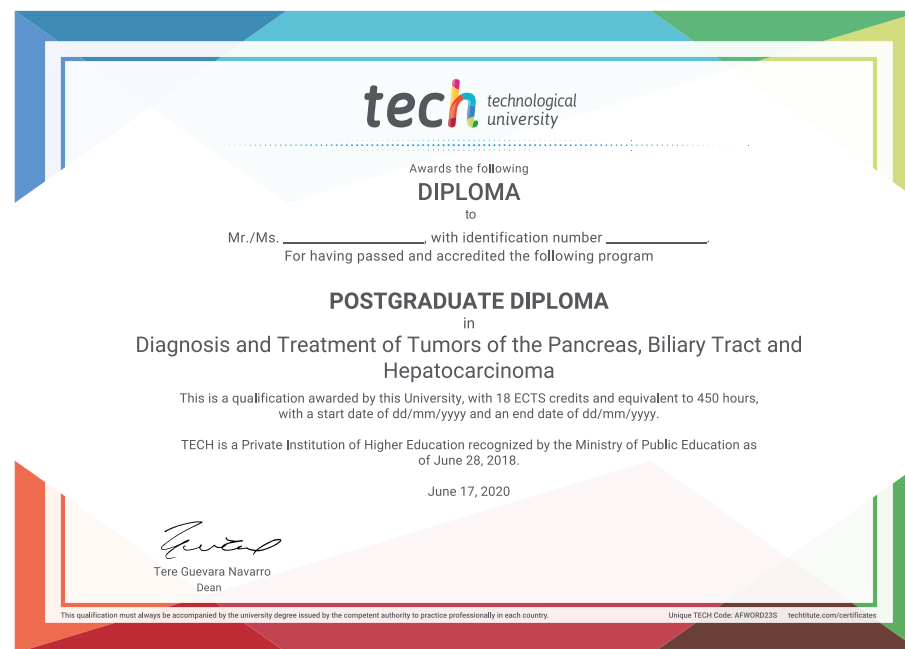 tech technological
university
Awards the following
DIPLOMA
to
Mr./Ms. ____________________, with identification number ______________.
For having passed and accredited the following program
POSTGRADUATE DIPLOMA
in
Diagnosis and Treatment of Tumors of the Pancreas, Biliary Tract and
Hepatocarcinoma
This is a qualification awarded by this University, with 18 ECTS credits and equivalent to 450 hours,
with a start date of dd/mm/yyyy and an end date of dd/mm/yyyy.
TECH is a Private Institution of Higher Education recognized by the Ministry of Public Education as
of June 28, 2018.
June 17, 2020
Tere Guevara Navarro
Dean
This qualification must always be accompanied by the university degree issued by the competent authority to practice professionally in each country.
Unique TECH Code: AFWORD23S techtitute.com/certificates